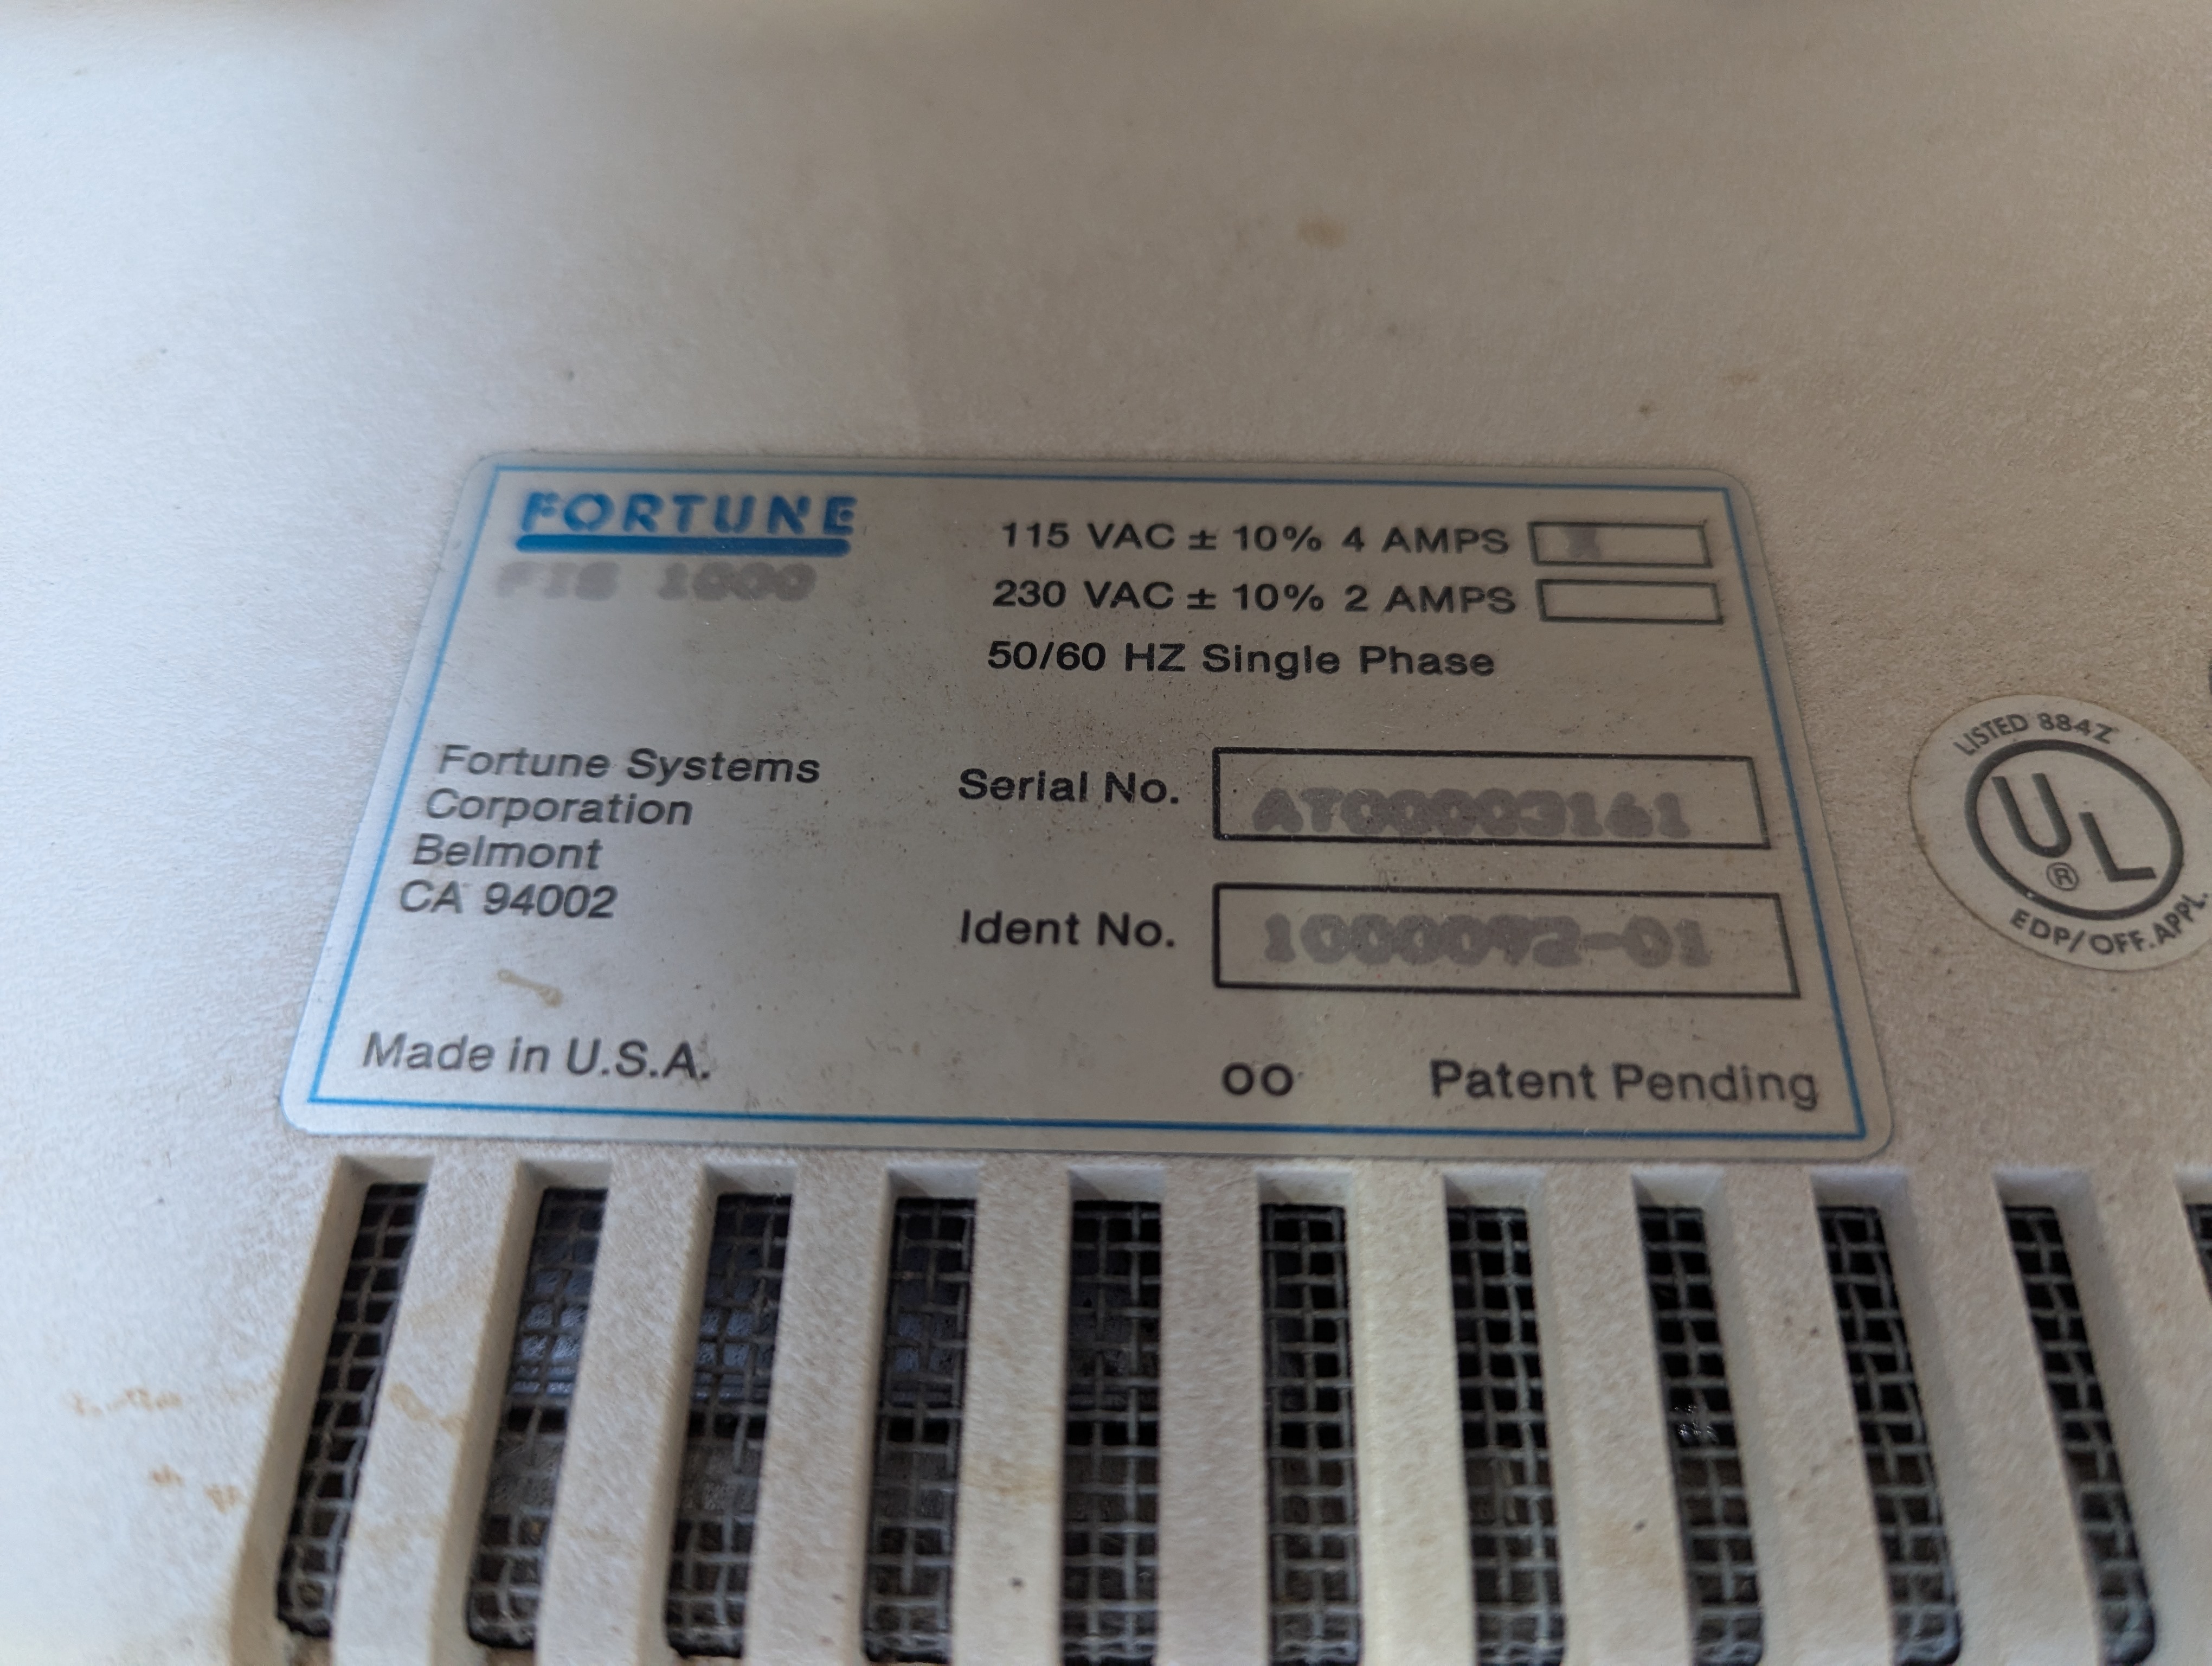 FORTUNE
FIS 1000
115 VAC ± 10% 4 AMPS X
230 VAC ± 10% 2 AMPS
50/60 HZ Single Phase
Fortune Systems
Corporation
Belmont
CA 94002
Serial No. AT00003161
Ident No. 1000092-01
Made in U.S.A.
OO
Patent Pending
LISTED 884Z
UL
®
EDP/OFF. APPL.